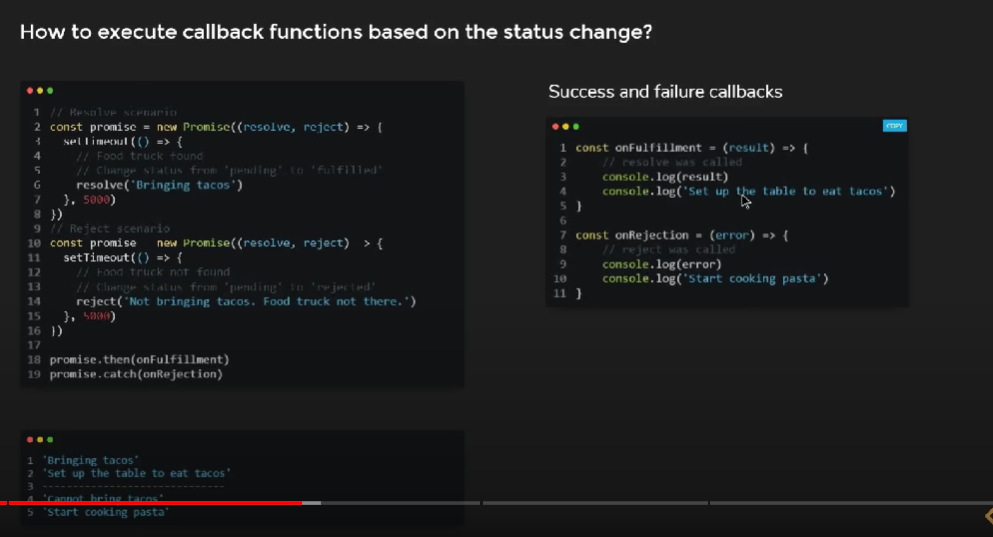 How to execute callback functions based on the status change?
1 // Resolve scenario
2 const promise = new Promise((resolve, reject) => {
3 setTimeout(() => {
4 // Food truck found
5 // Change status from 'pending' to 'fulfilled'
6 resolve('Bringing tacos')
7 }, 5000)
8 })
9 // Reject scenario
10 const promise = new Promise((resolve, reject) => {
11 setTimeout(() => {
12 // Food truck not found
13 // Change status from 'pending' to 'rejected'
14 reject('Not bringing tacos. Food truck not there.')
15 }, 5000)
16 })
17
18 promise.then(onFulfillment)
19 promise.catch(onRejection)
Success and failure callbacks
COPY
1 const onFulfillment = (result) => {
2 // resolve was called
3 console.log(result)
4 console.log('Set up the table to eat tacos')
5 }
6
7 const onRejection = (error) => {
8 // reject was called
9 console.log(error)
10 console.log('Start cooking pasta')
11 }
1 'Bringing tacos'
2 'Set up the table to eat tacos'
3 ------------------------------
4 'Cannot bring tacos'
5 'Start cooking pasta'